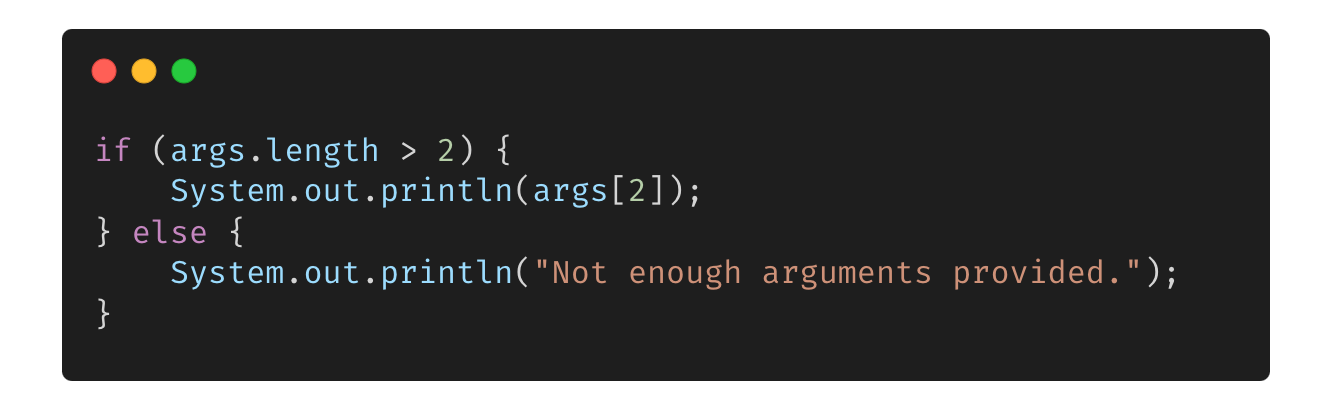 if (args.length > 2) {
    System.out.println(args[2]);
} else {
    System.out.println("Not enough arguments provided.");
}